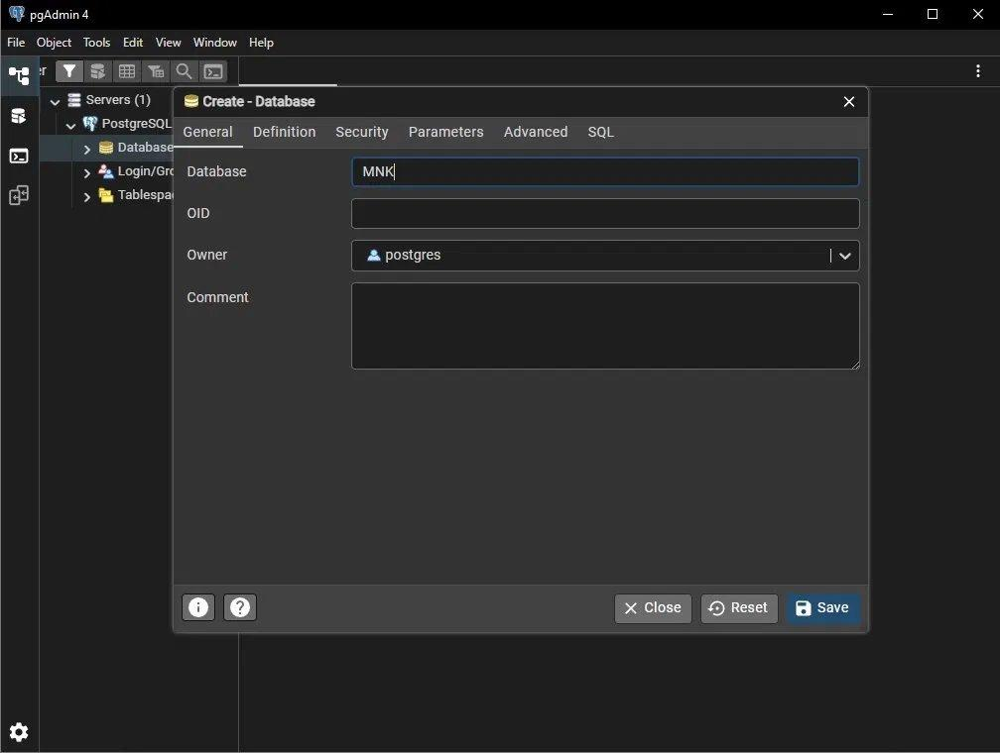 pgAdmin 4
File Object Tools Edit View Window Help
er
Servers (1)
PostgreSQL
Database
Login/Gro
Tablespa
Create - Database
General Definition Security Parameters Advanced SQL
Database MNK
OID
Owner postgres
Comment
Close Reset Save